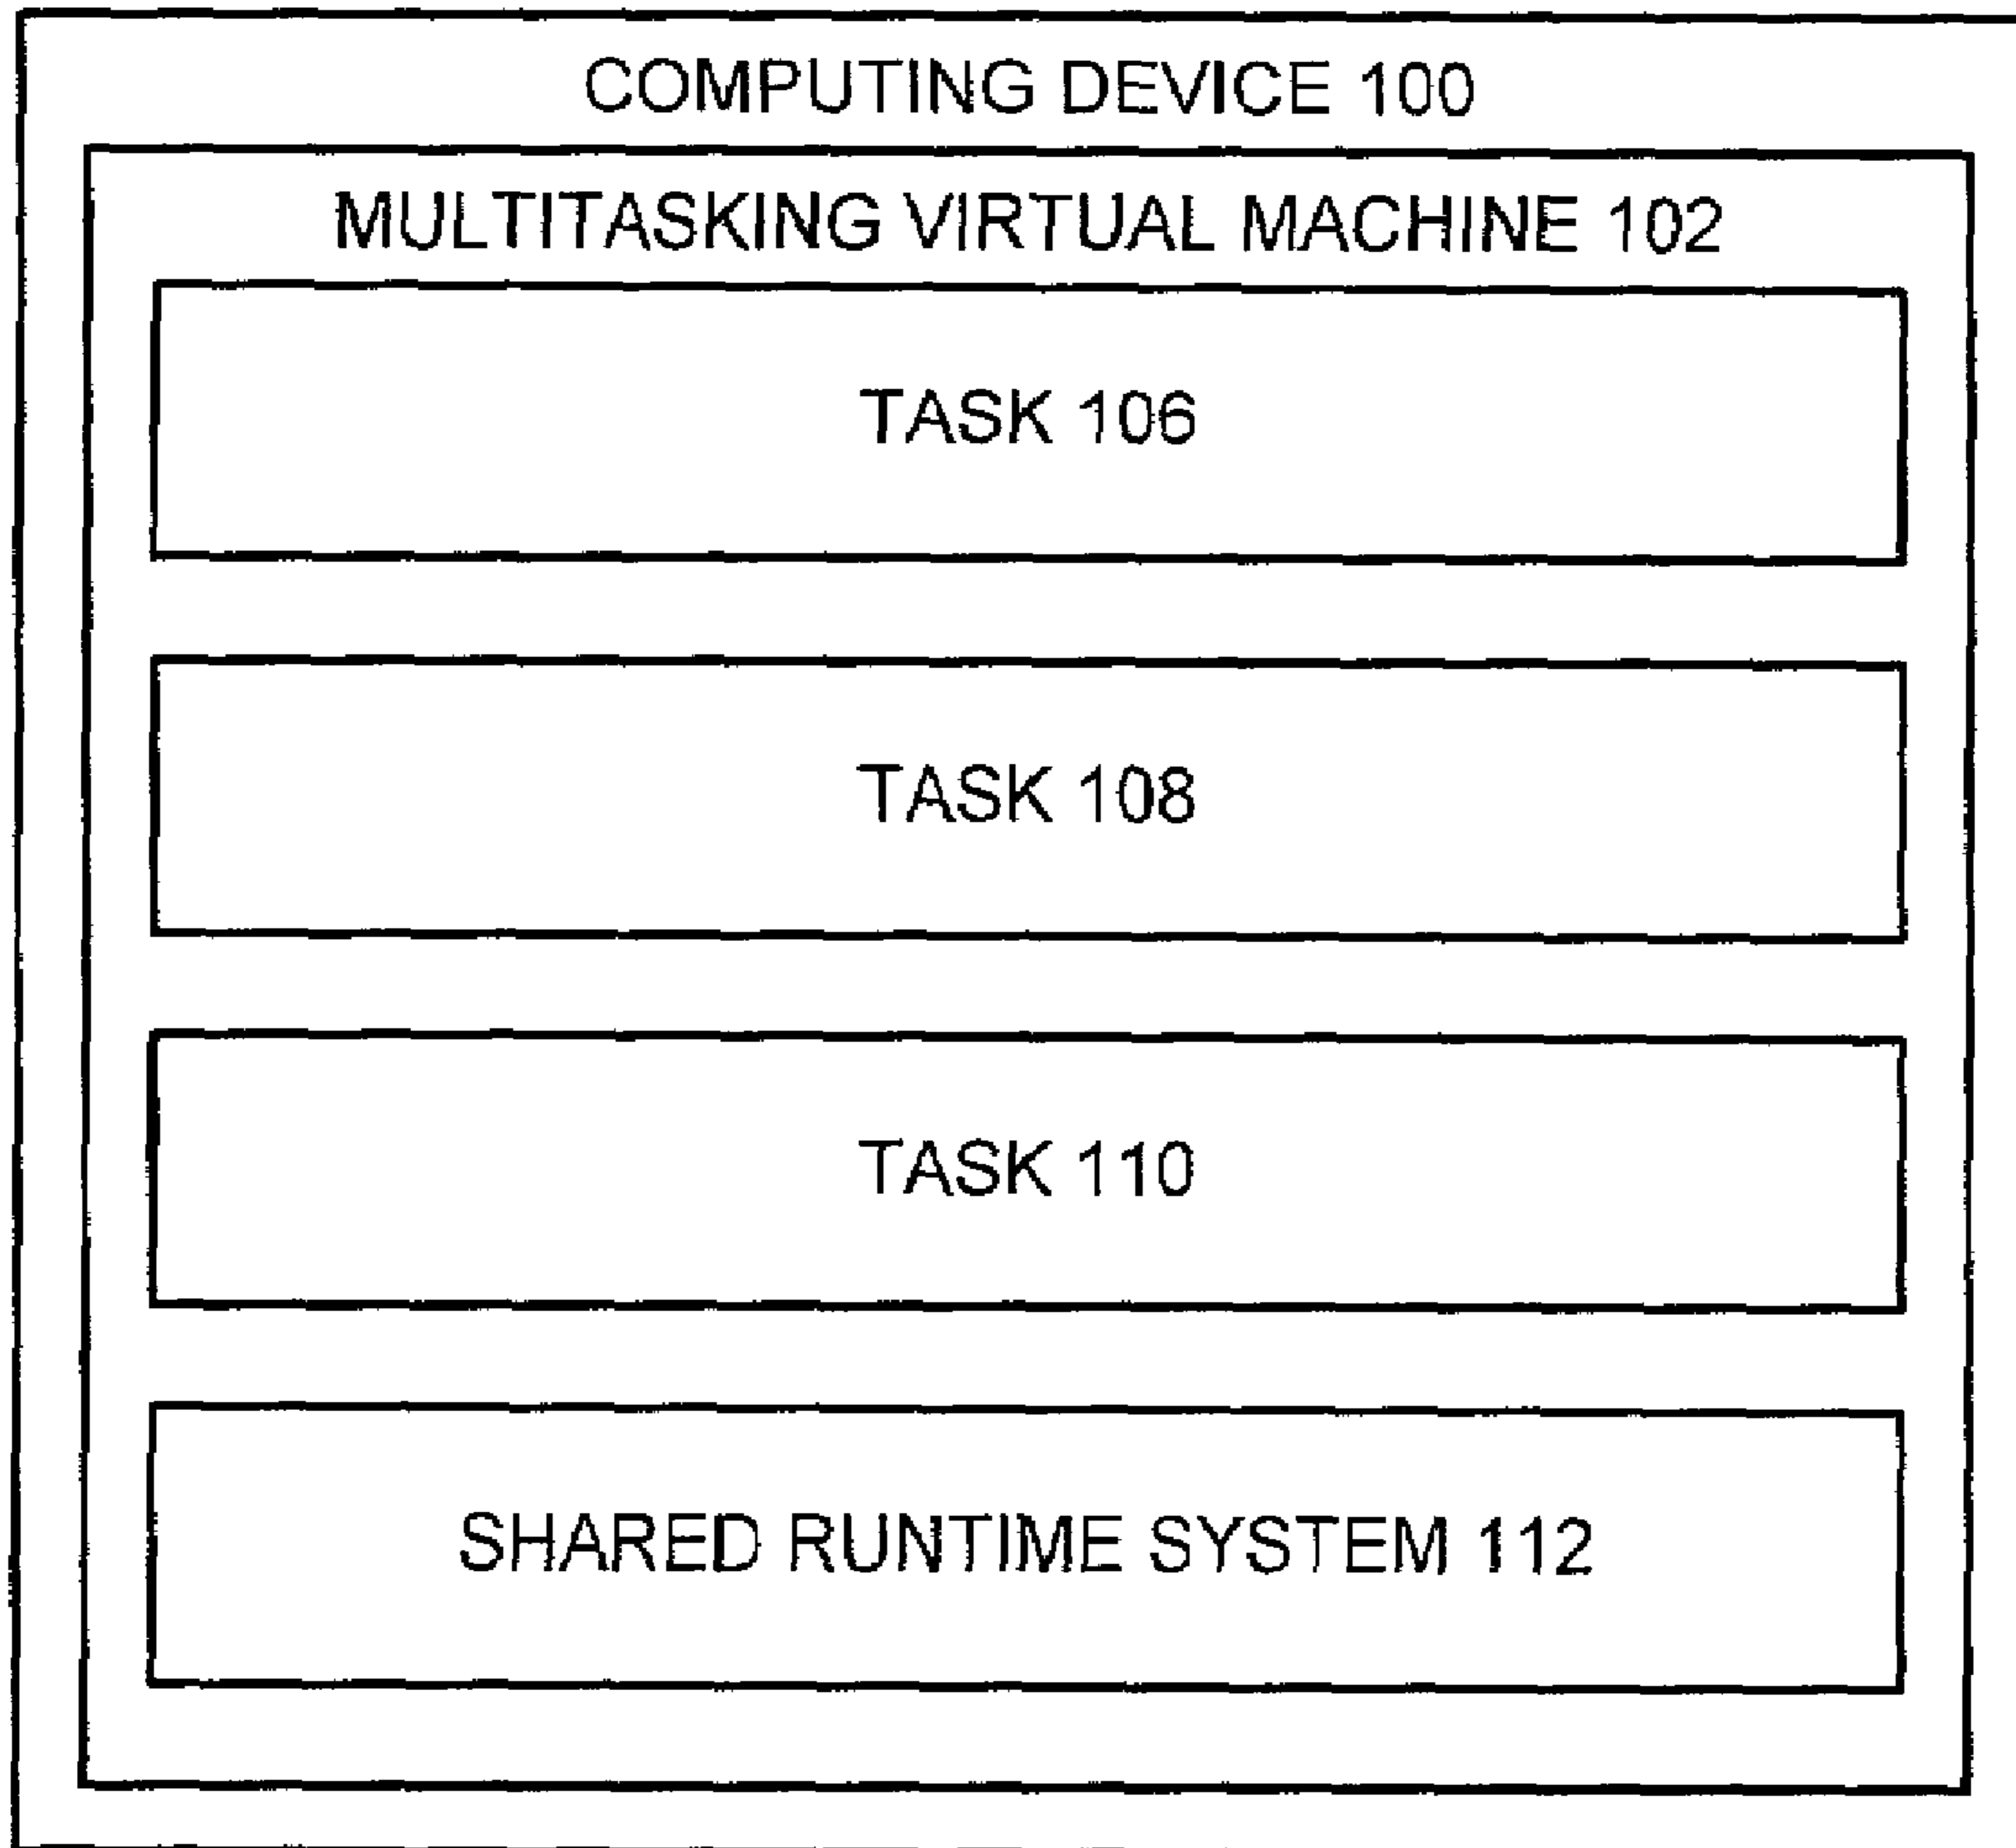 COMPUTING DEVICE 100
MULTITASKING VIRTUAL MACHINE 102
TASK 106
TASK 108
TASK 110
SHARED RUNTIME SYSTEM 112